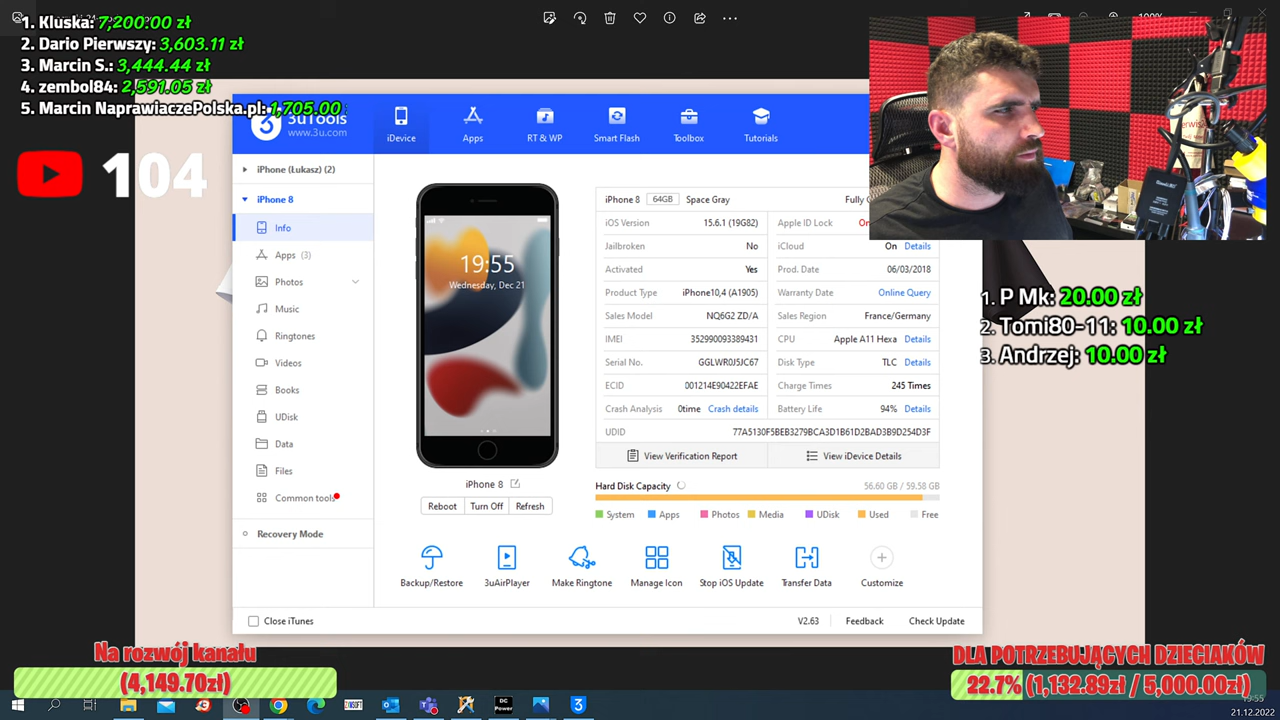 1. Kluska: 7,200.00 zł
2. Dario Pierwszy: 3,603.11 zł
3. Marcin S.: 3,444.44 zł
4. zembol84: 2,591.05 zł
5. Marcin NaprawiaczePolska.pl: 1,705.00
104
100%
3uTools
www.3u.com
iDevice
Apps
RT & WP
Smart Flash
Toolbox
Tutorials
iPhone (Łukasz) (2)
iPhone 8
Info
Apps (3)
Photos
Music
Ringtones
Videos
Books
UDisk
Data
Files
Common tools
Recovery Mode
Close iTunes
19:55
Wednesday, Dec 21
iPhone 8
Reboot
Turn Off
Refresh
iPhone 8 64GB Space Gray Fully
iOS Version 15.6.1 (19G82) Apple ID Lock
Jailbroken No iCloud On Details
Activated Yes Prod. Date 06/03/2018
Product Type iPhone10,4 (A1905) Warranty Date Online Query
Sales Model NQ6G2 ZD/A Sales Region France/Germany
IMEI 352990093389431 CPU Apple A11 Hexa Details
Serial No. GGLWR0J5JC67 Disk Type TLC Details
ECID 001214E90422EFAE Charge Times 245 Times
Crash Analysis 0time Crash details Battery Life 94% Details
UDID 77A5130F5BEB3279BCA3D1B61D2BAD3B9D254D3F
View Verification Report View iDevice Details
Hard Disk Capacity 56.60 GB / 59.58 GB
System Apps Photos Media UDisk Used Free
Backup/Restore
3uAirPlayer
Make Ringtone
Manage Icon
Stop iOS Update
Transfer Data
Customize
V2.63
Feedback
Check Update
1. P Mk: 20.00 zł
2. Tomi80-11: 10.00 zł
3. Andrzej: 10.00 zł
Na rozwój kanału
(4,149.70zł)
DLA POTRZEBUJĄCYCH DZIECIAKÓW
22.7% (1,132.89zł / 5,000.00zł)
DC
Power
19:55
21.12.2022